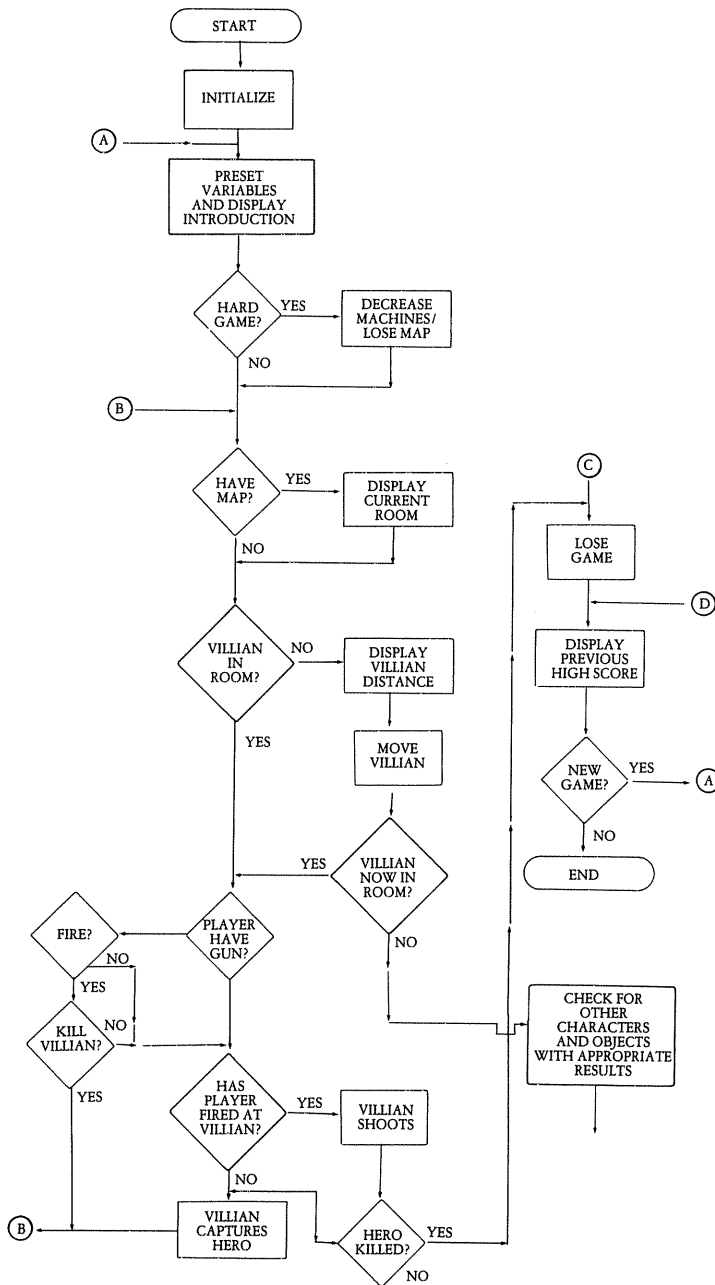 START
INITIALIZE
A
PRESET
VARIABLES
AND DISPLAY
INTRODUCTION
HARD
GAME?
YES
DECREASE
MACHINES/
LOSE MAP
NO
B
HAVE
MAP?
YES
DISPLAY
CURRENT
ROOM
NO
VILLIAN
IN
ROOM?
NO
DISPLAY
VILLIAN
DISTANCE
YES
MOVE
VILLIAN
YES
VILLIAN
NOW IN
ROOM?
NO
PLAYER
HAVE
GUN?
FIRE?
NO
YES
KILL
VILLIAN?
NO
YES
HAS
PLAYER
FIRED AT
VILLIAN?
YES
VILLIAN
SHOOTS
NO
VILLIAN
CAPTURES
HERO
B
HERO
KILLED?
YES
NO
C
LOSE
GAME
D
DISPLAY
PREVIOUS
HIGH SCORE
NEW
GAME?
YES
A
NO
END
CHECK FOR
OTHER
CHARACTERS
AND OBJECTS
WITH APPROPRIATE
RESULTS